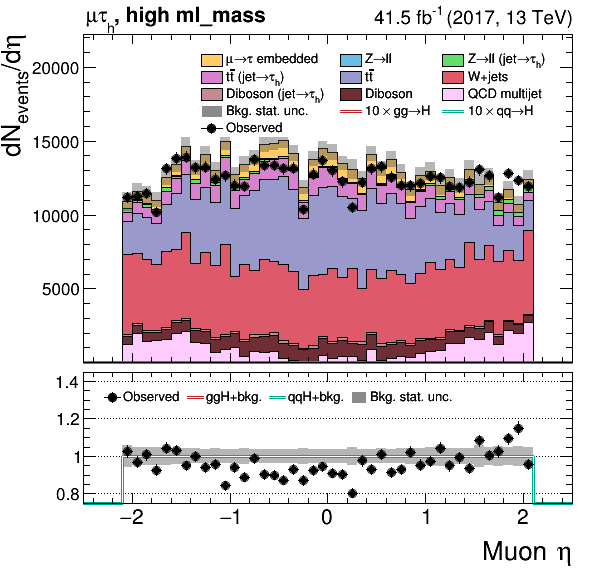 μτh, high ml_mass 41.5 fb⁻¹ (2017, 13 TeV)
dNevents/dη
20000
15000
10000
5000
μ→τ embedded Z→ll Z→ll (jet→τh)
tt̄ (jet→τh) tt̄ W+jets
Diboson (jet→τh) Diboson QCD multijet
Bkg. stat. unc. 10 × gg→H 10 × qq→H
Observed
1.4
1.2
1
0.8
Observed ggH+bkg. qqH+bkg. Bkg. stat. unc.
−2 −1 0 1 2
Muon η